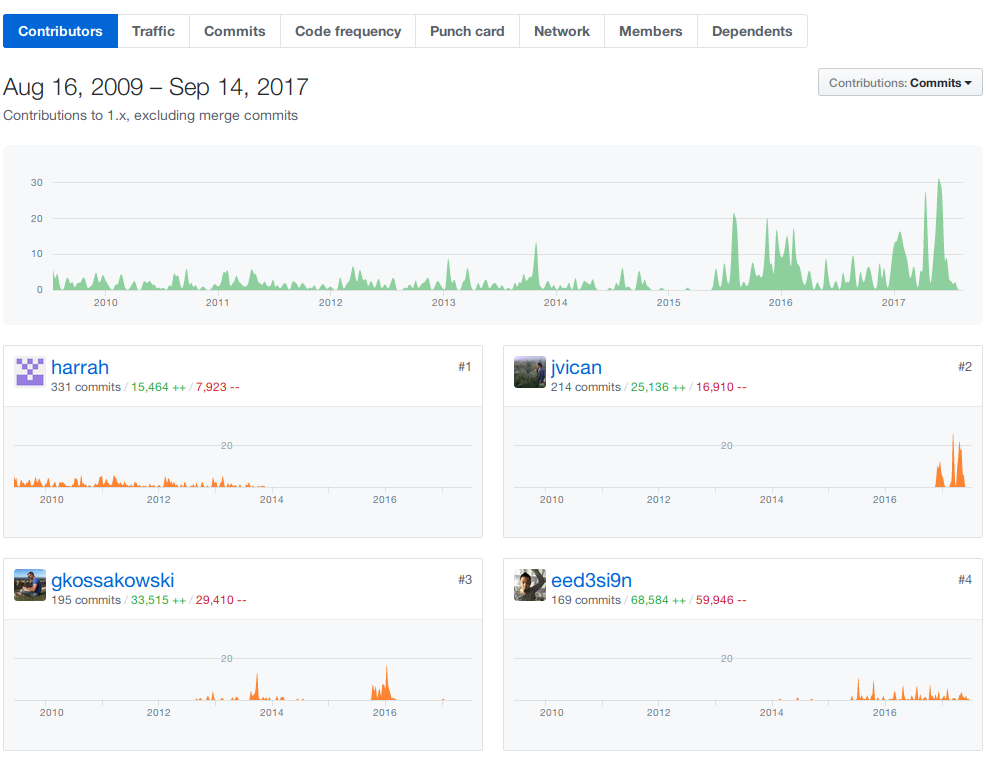 Contributors Traffic Commits Code frequency Punch card Network Members Dependents
Aug 16, 2009 – Sep 14, 2017
Contributions: Commits
Contributions to 1.x, excluding merge commits
30
20
10
0
2010 2011 2012 2013 2014 2015 2016 2017
harrah #1
331 commits / 15,464 ++ / 7,923 --
20
2010 2012 2014 2016
jvican #2
214 commits / 25,136 ++ / 16,910 --
20
2010 2012 2014 2016
gkossakowski #3
195 commits / 33,515 ++ / 29,410 --
20
2010 2012 2014 2016
eed3si9n #4
169 commits / 68,584 ++ / 59,946 --
20
2010 2012 2014 2016